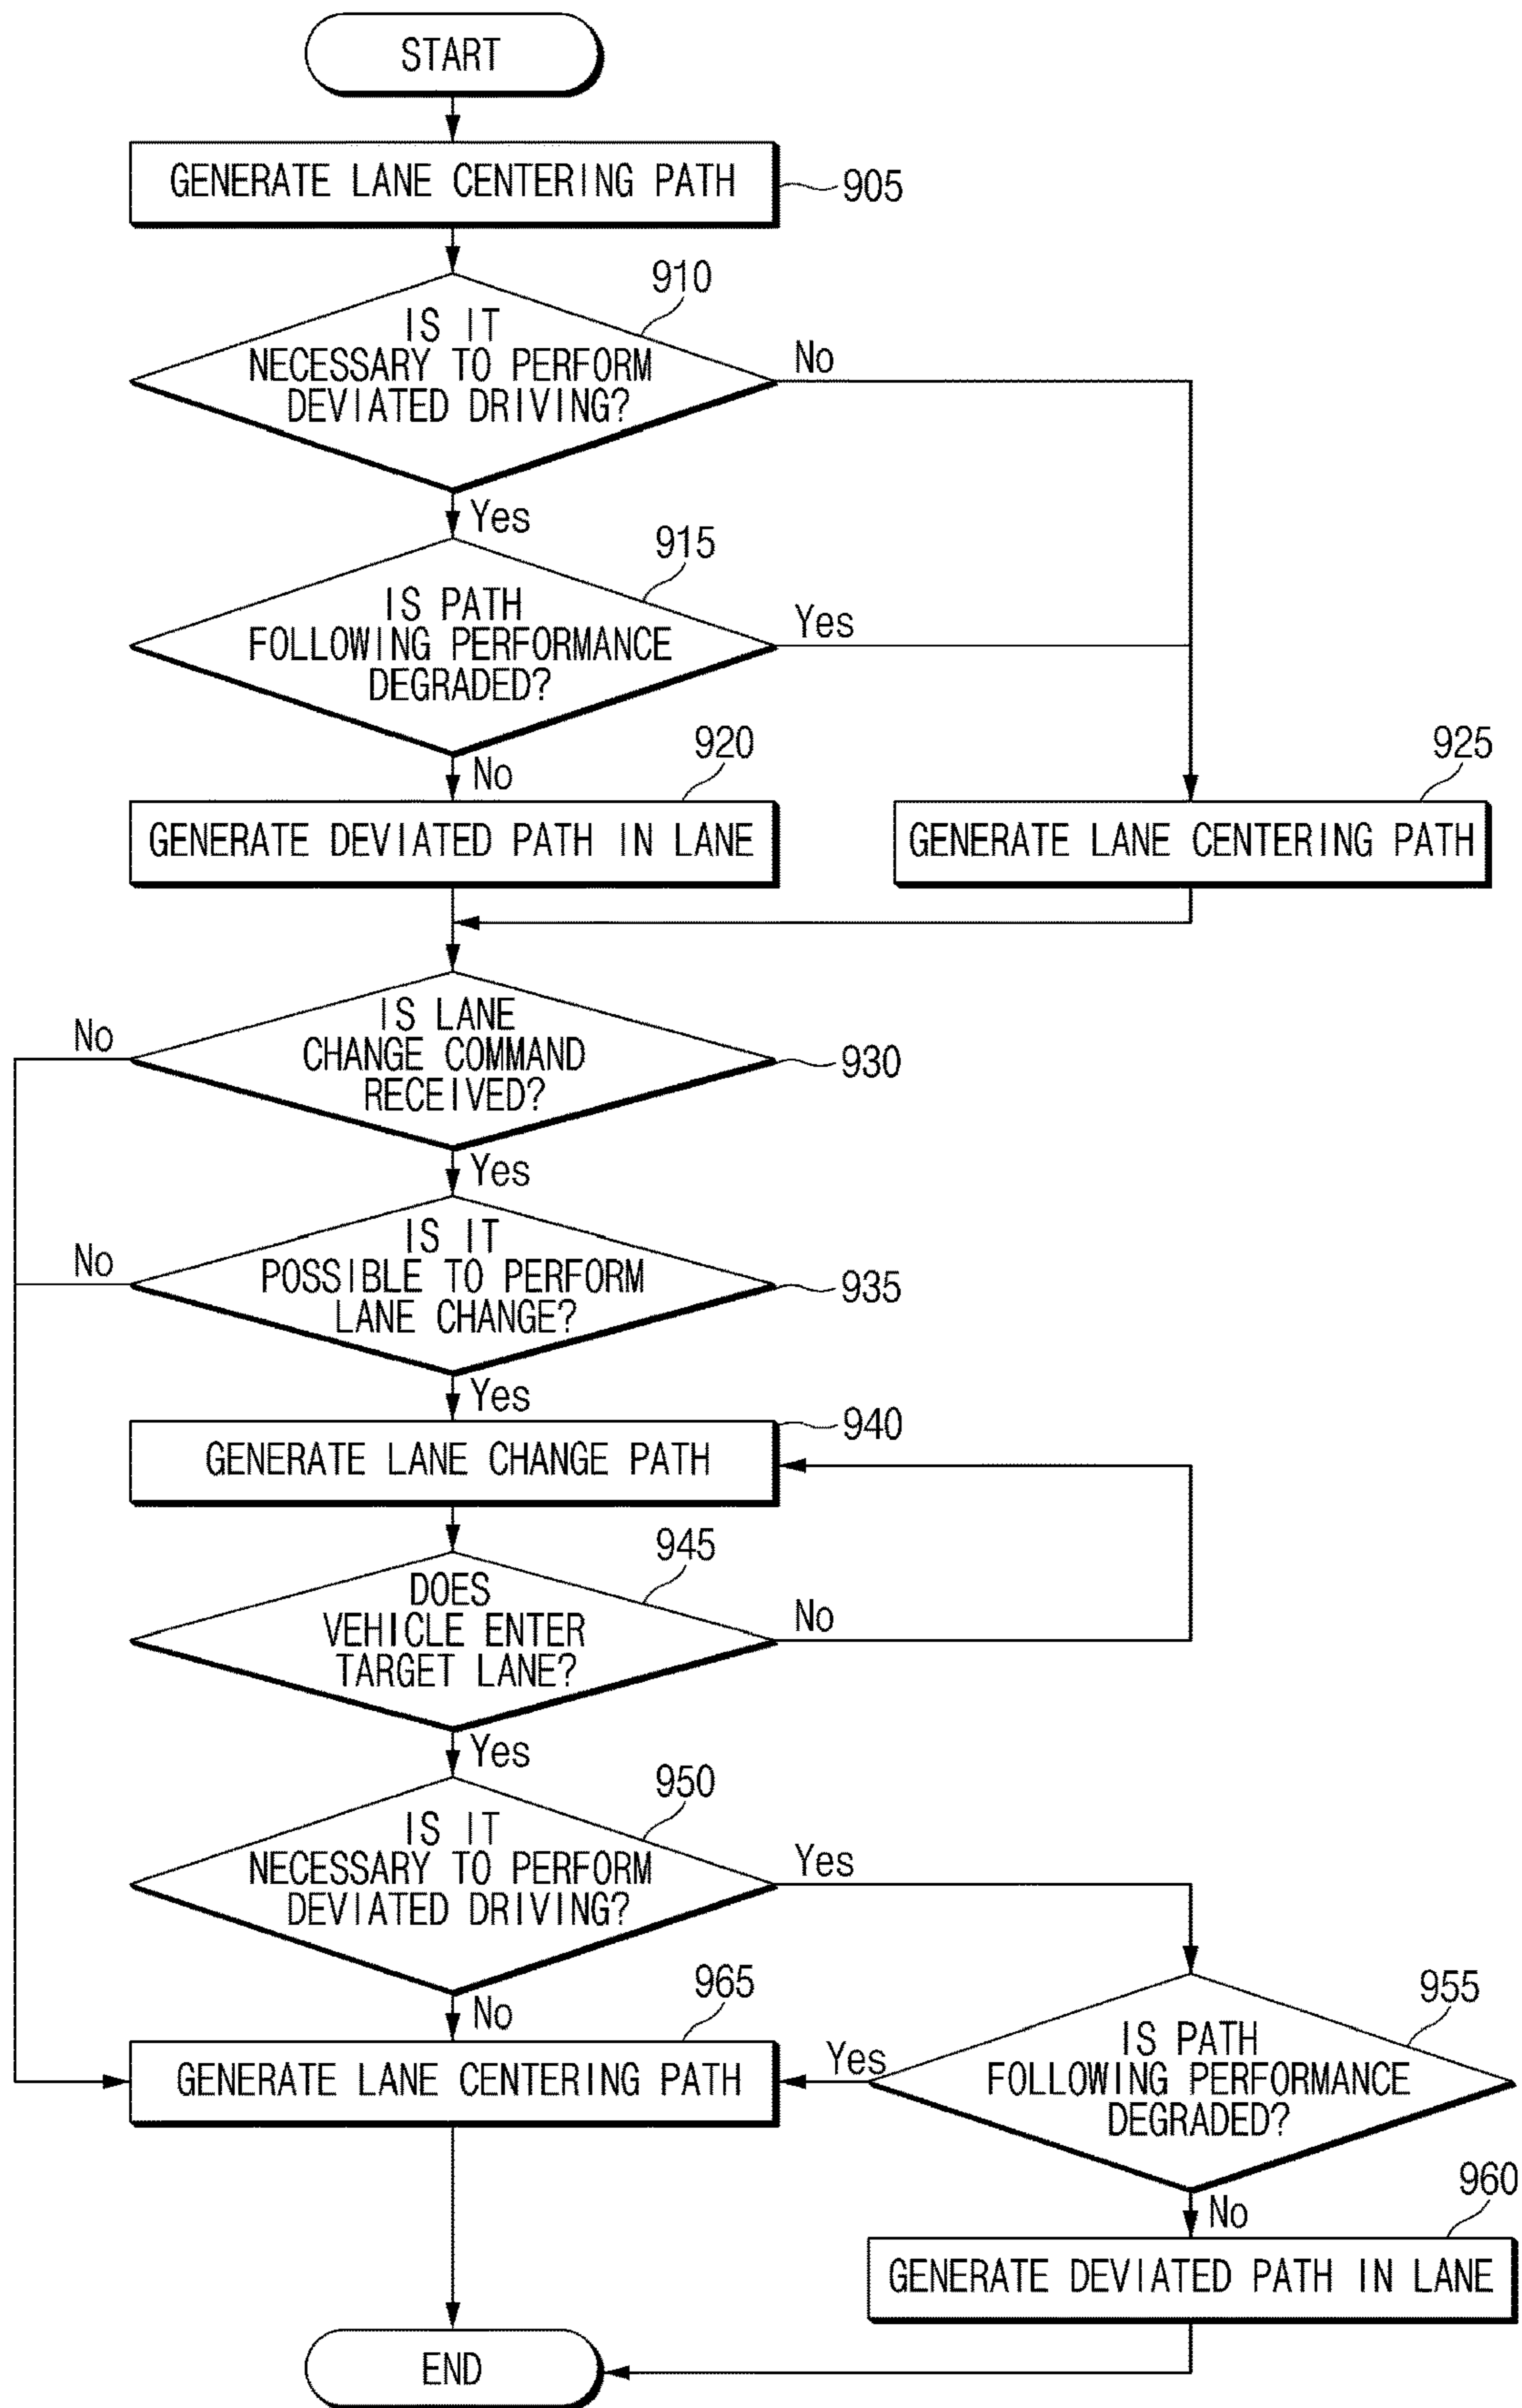 START
GENERATE LANE CENTERING PATH
905
910
IS IT
NECESSARY TO PERFORM
DEVIATED DRIVING?
No
Yes
915
IS PATH
FOLLOWING PERFORMANCE
DEGRADED?
Yes
No
920
GENERATE DEVIATED PATH IN LANE
925
GENERATE LANE CENTERING PATH
IS LANE
CHANGE COMMAND
RECEIVED?
No
930
Yes
IS IT
POSSIBLE TO PERFORM
LANE CHANGE?
No
935
Yes
940
GENERATE LANE CHANGE PATH
945
DOES
VEHICLE ENTER
TARGET LANE?
No
Yes
950
IS IT
NECESSARY TO PERFORM
DEVIATED DRIVING?
Yes
No
965
GENERATE LANE CENTERING PATH
955
IS PATH
FOLLOWING PERFORMANCE
DEGRADED?
Yes
No
960
GENERATE DEVIATED PATH IN LANE
END